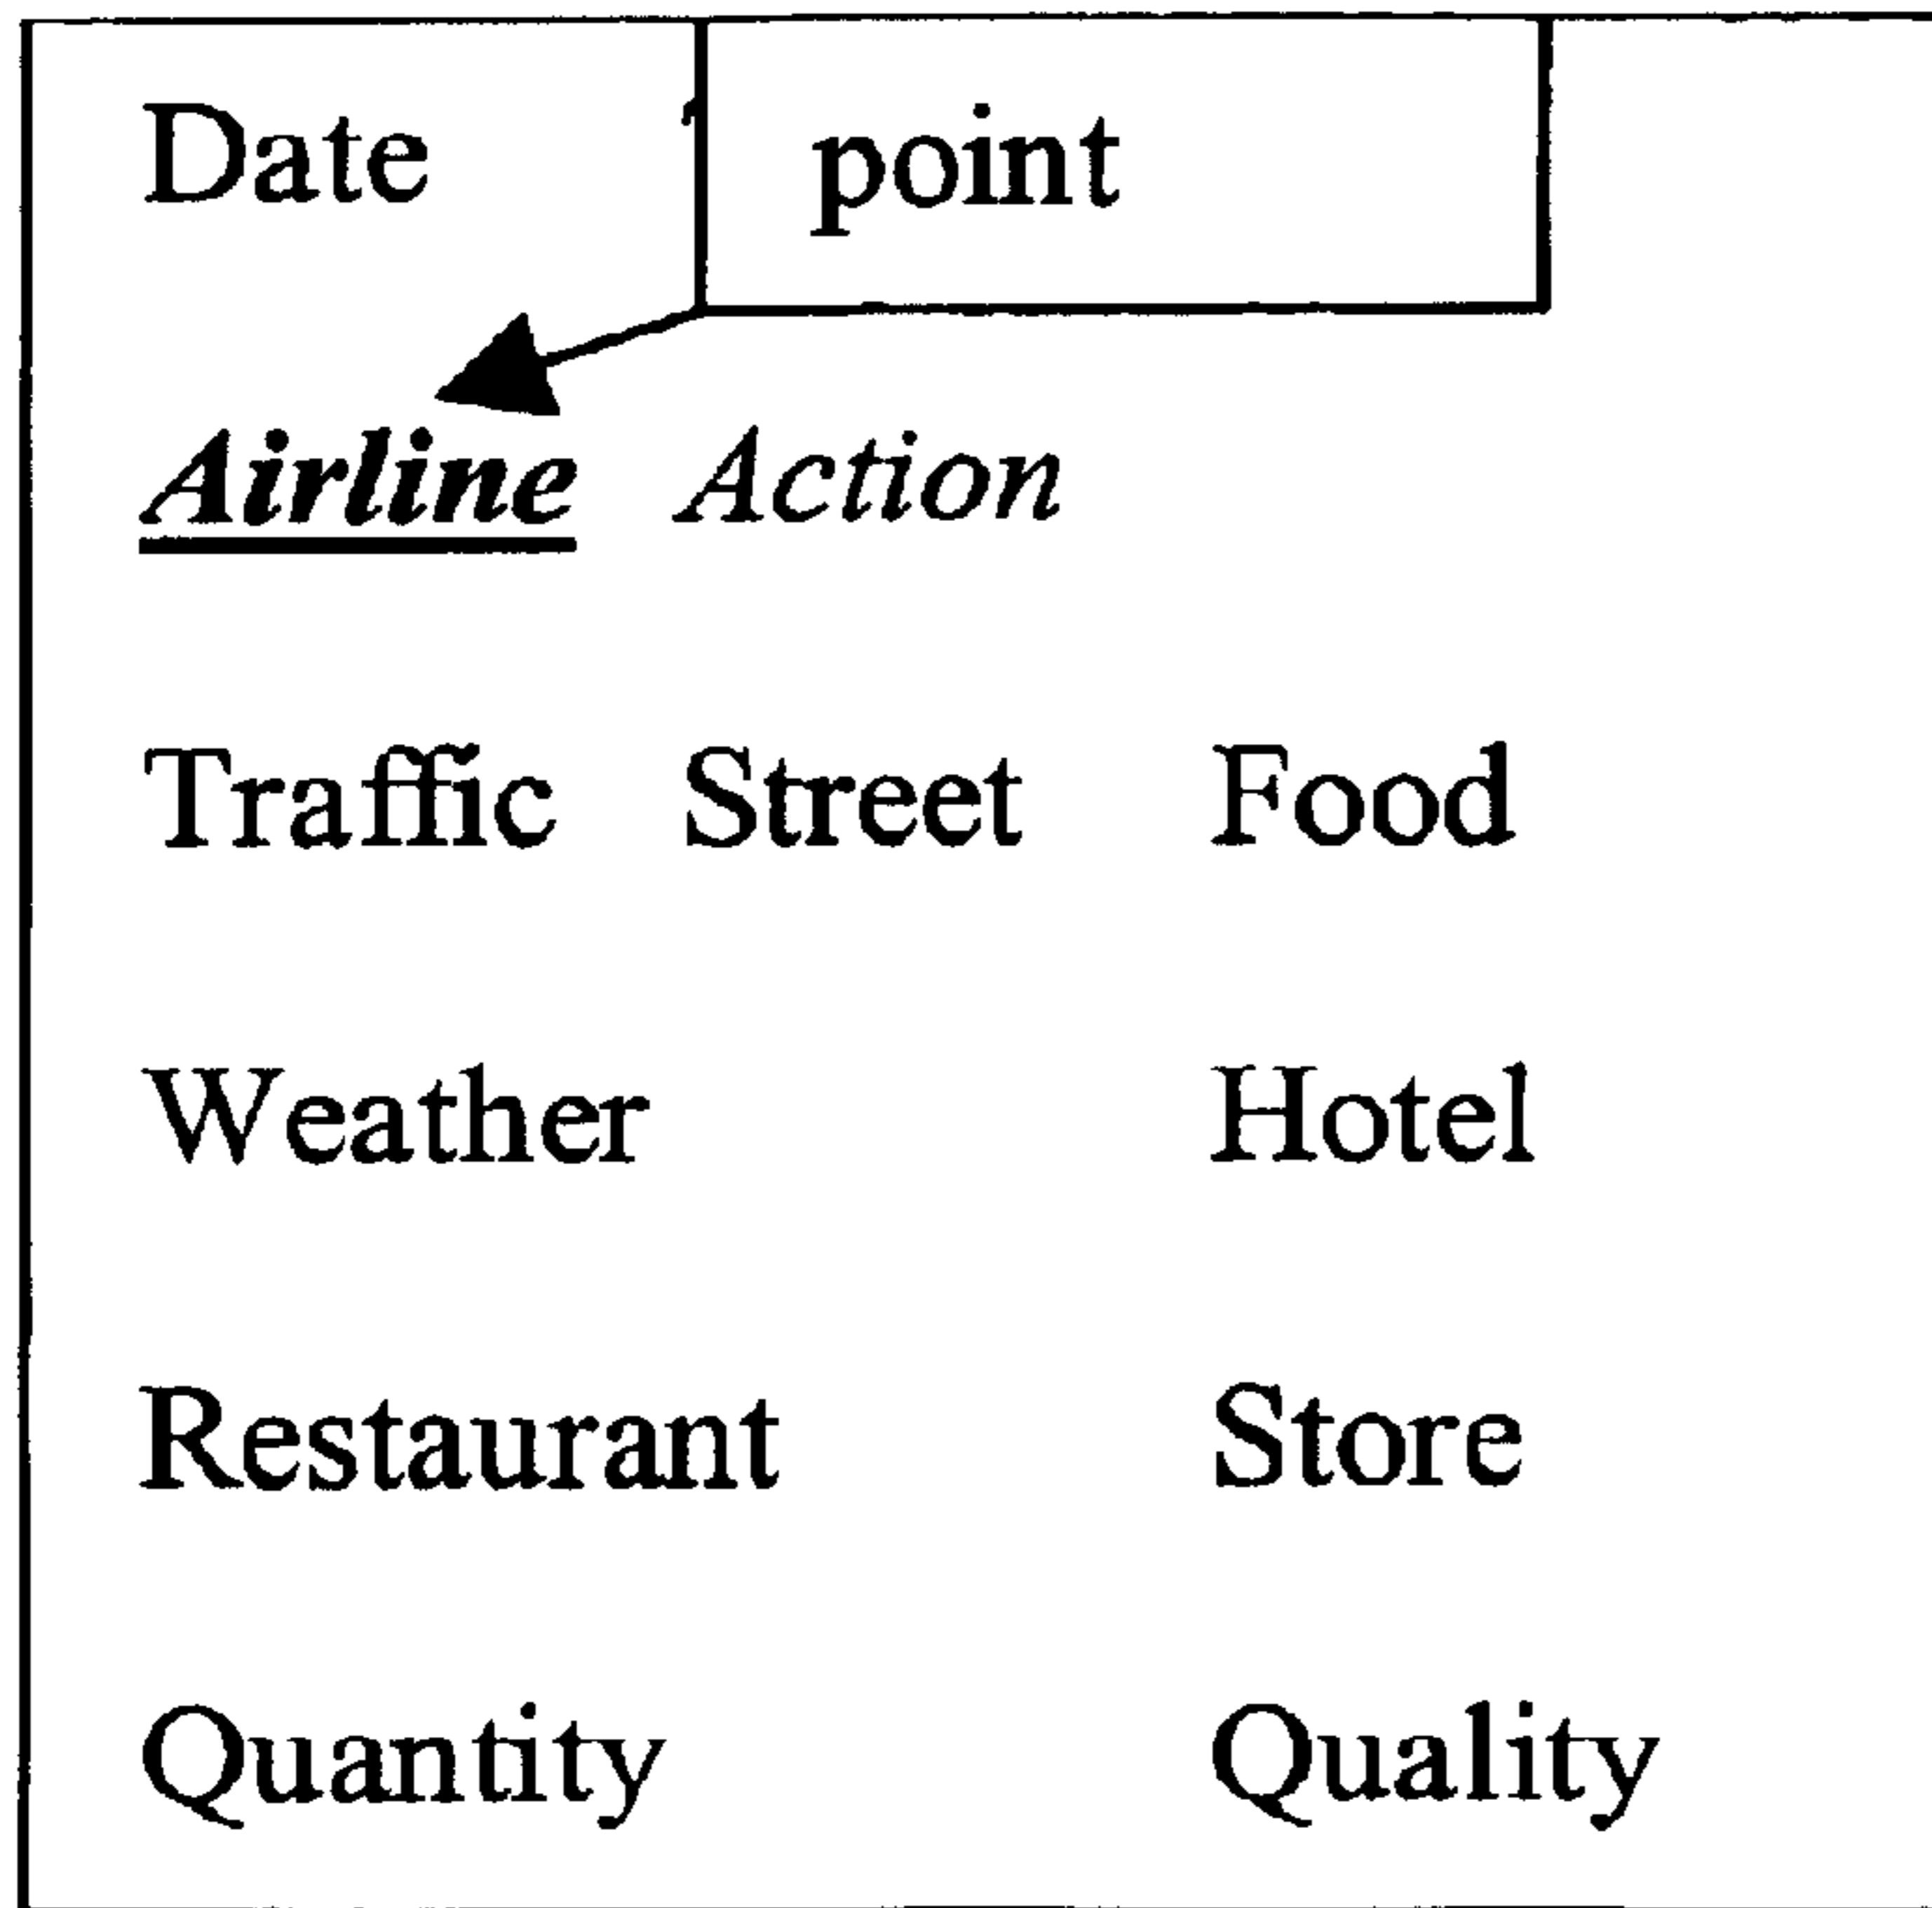 Date point
Airline Action
Traffic Street Food
Weather Hotel
Restaurant Store
Quantity Quality